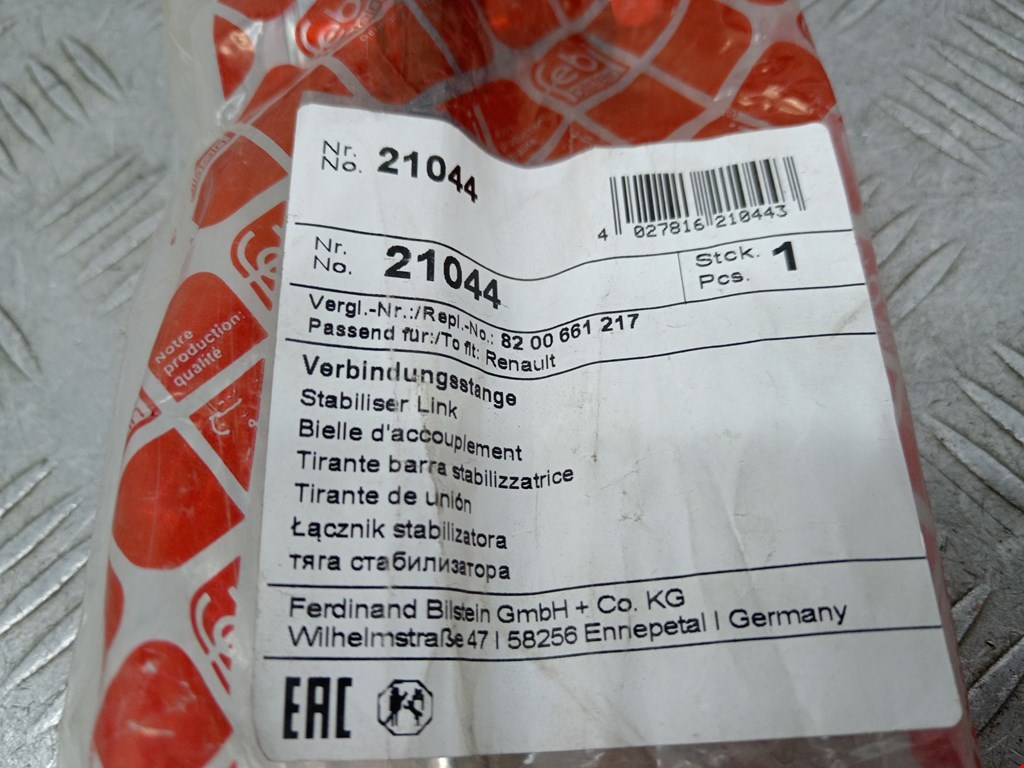 feb
Nr.
No. 21044
4 027816 210443
Nr.
No. 21044
Stck.
Pcs. 1
Vergl.-Nr.:/Repl.-No.: 82 00 661 217
Passend für:/To fit: Renault
Verbindungsstange
Stabiliser Link
Bielle d'accouplement
Tirante barra stabilizzatrice
Tirante de unión
Łącznik stabilizatora
тяга стабилизатора
Ferdinand Bilstein GmbH + Co. KG
Wilhelmstraße 47 | 58256 Ennepetal | Germany
EAC
Notre
production:
qualité